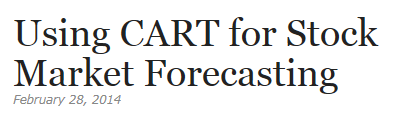 Using CART for Stock
Market Forecasting
February 28, 2014